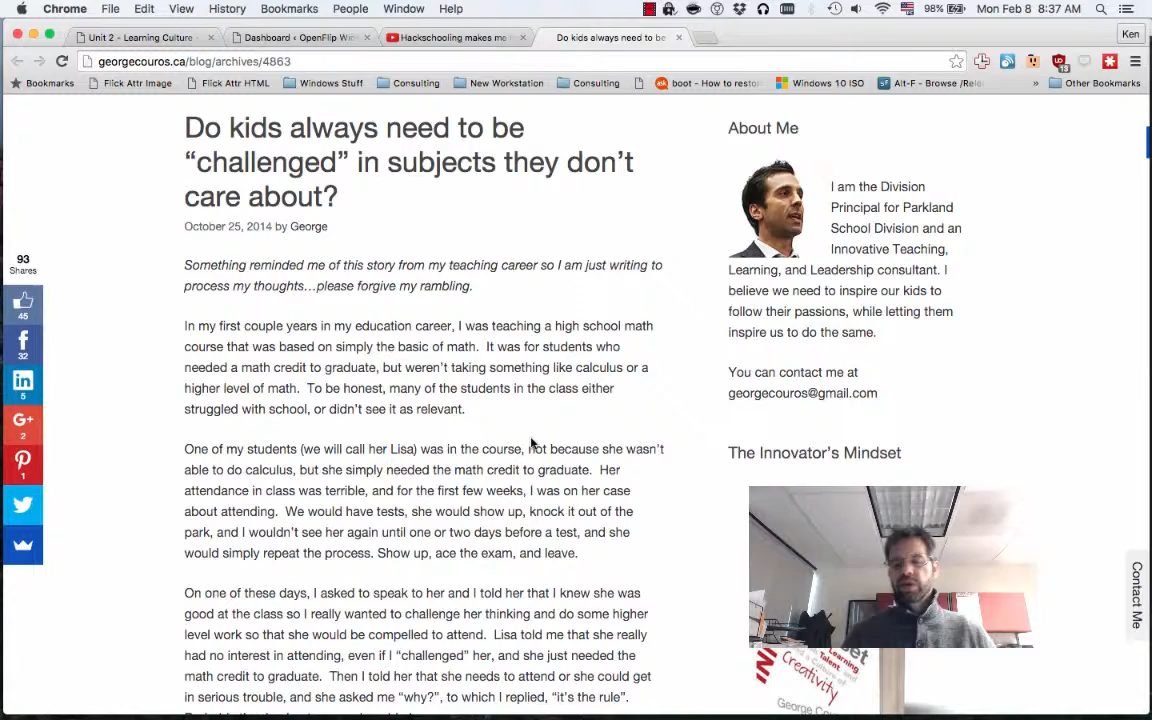 Chrome File Edit View History Bookmarks People Window Help
98% Mon Feb 8 8:37 AM
Unit 2 - Learning Culture
Dashboard ‹ OpenFlip
Hackschooling makes me
Do kids always need to be
Ken
georgecouros.ca/blog/archives/4863
Bookmarks
Flick Attr Image
Flick Attr HTML
Windows Stuff
Consulting
New Workstation
Consulting
boot - How to resto
Windows 10 ISO
Alt-F - Browse /Rele
»
Other Bookmarks
Do kids always need to be
“challenged” in subjects they don’t
care about?
October 25, 2014 by George
Something reminded me of this story from my teaching career so I am just writing to
process my thoughts…please forgive my rambling.
In my first couple years in my education career, I was teaching a high school math
course that was based on simply the basic of math. It was for students who
needed a math credit to graduate, but weren’t taking something like calculus or a
higher level of math. To be honest, many of the students in the class either
struggled with school, or didn’t see it as relevant.
One of my students (we will call her Lisa) was in the course, not because she wasn’t
able to do calculus, but she simply needed the math credit to graduate. Her
attendance in class was terrible, and for the first few weeks, I was on her case
about attending. We would have tests, she would show up, knock it out of the
park, and I wouldn’t see her again until one or two days before a test, and she
would simply repeat the process. Show up, ace the exam, and leave.
On one of these days, I asked to speak to her and I told her that I knew she was
good at the class so I really wanted to challenge her thinking and do some higher
level work so that she would be compelled to attend. Lisa told me that she really
had no interest in attending, even if I “challenged” her, and she just needed the
math credit to graduate. Then I told her that she needs to attend or she could get
in serious trouble, and she asked me “why?”, to which I replied, “it’s the rule”.
93
Shares
45
32
in
5
G+
2
1
About Me
I am the Division
Principal for Parkland
School Division and an
Innovative Teaching,
Learning, and Leadership consultant. I
believe we need to inspire our kids to
follow their passions, while letting them
inspire us to do the same.
You can contact me at
georgecouros@gmail.com
The Innovator’s Mindset
Learning
Talent
Creativity
Contact Me